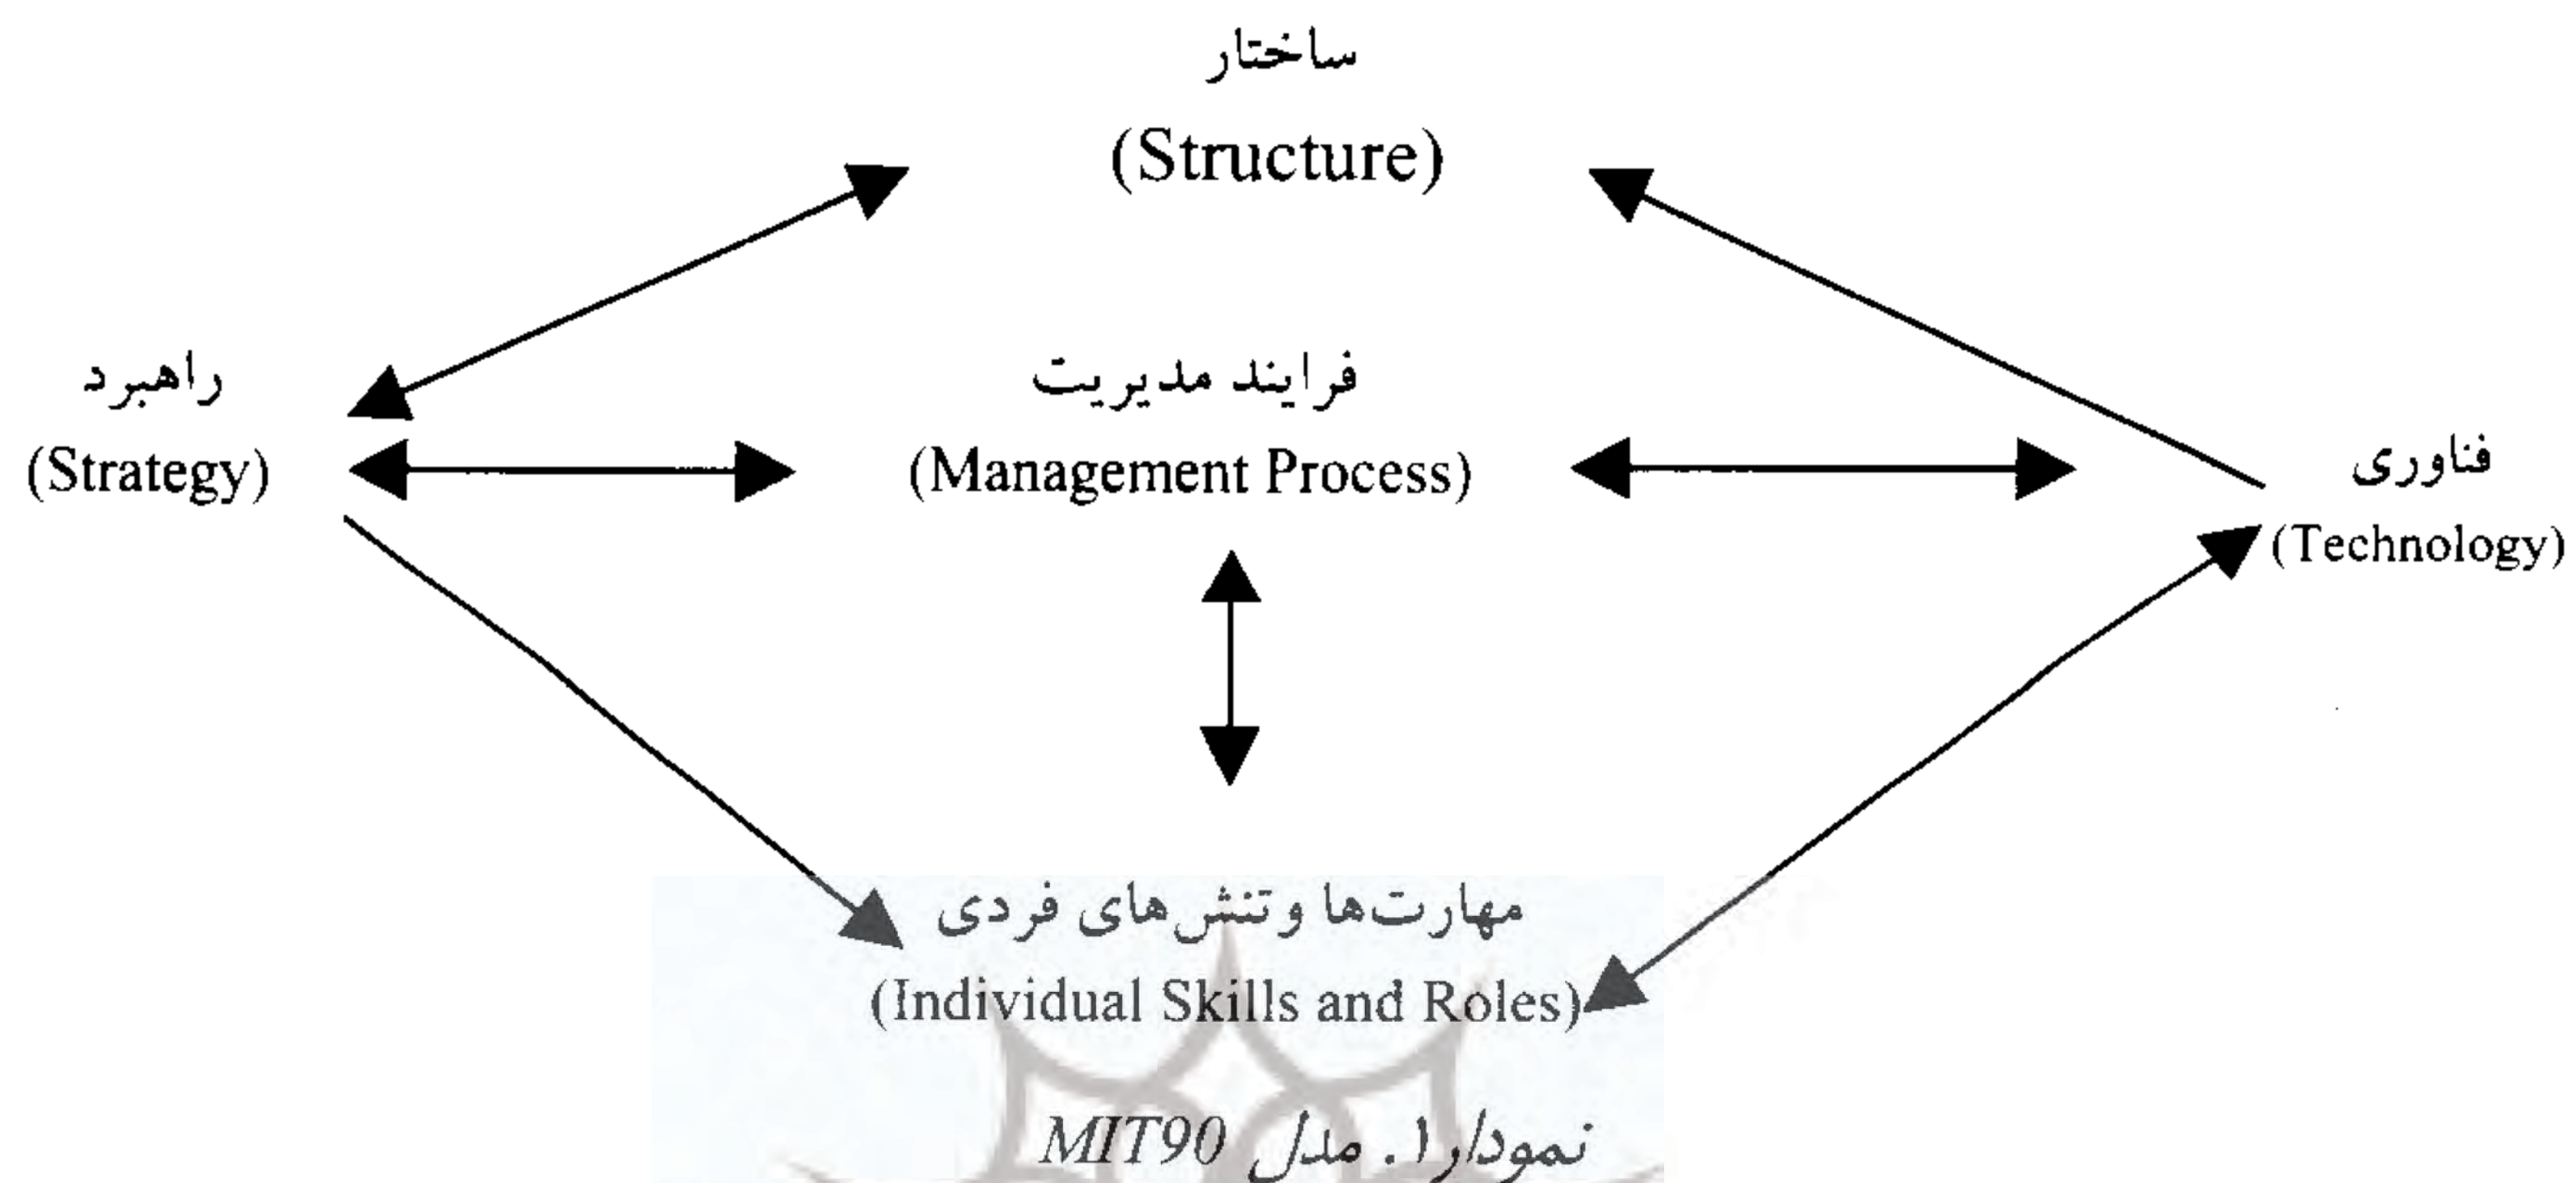 ساختار
(Structure)
راهبرد
(Strategy)
فرایند مدیریت
(Management Process)
فناوری
(Technology)
مهارت‌ها و تنش‌های فردی
(Individual Skills and Roles)
نمودار۱. مدل MIT90